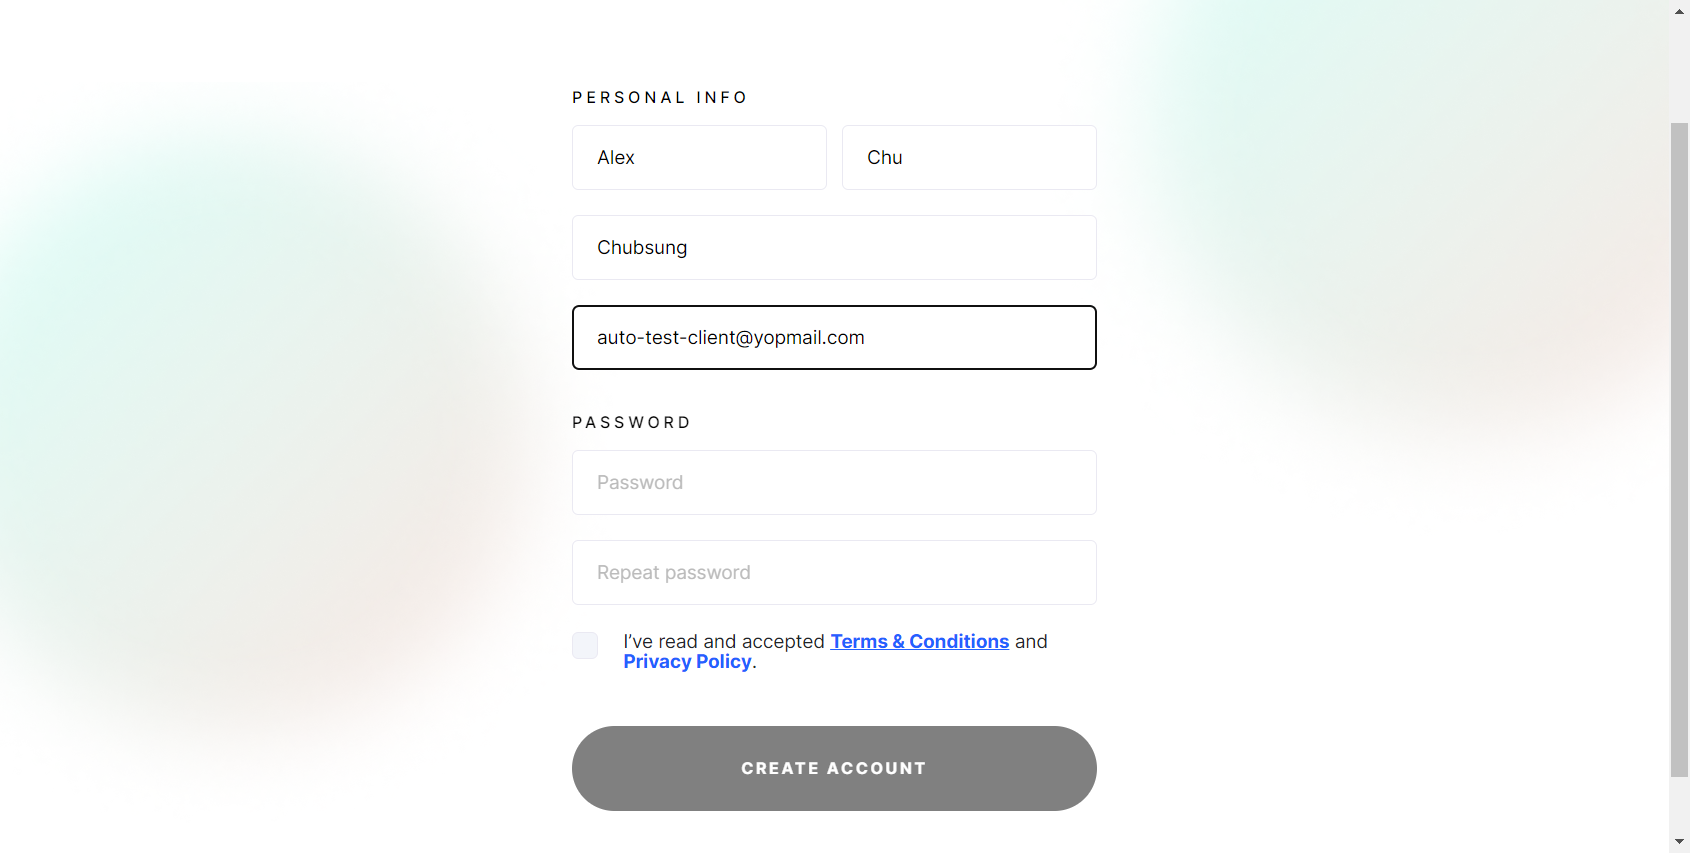 PERSONAL INFO
Alex
Chu
Chubsung
auto-test-client@yopmail.com
PASSWORD
Password
Repeat password
I’ve read and accepted Terms & Conditions and
Privacy Policy.
CREATE ACCOUNT